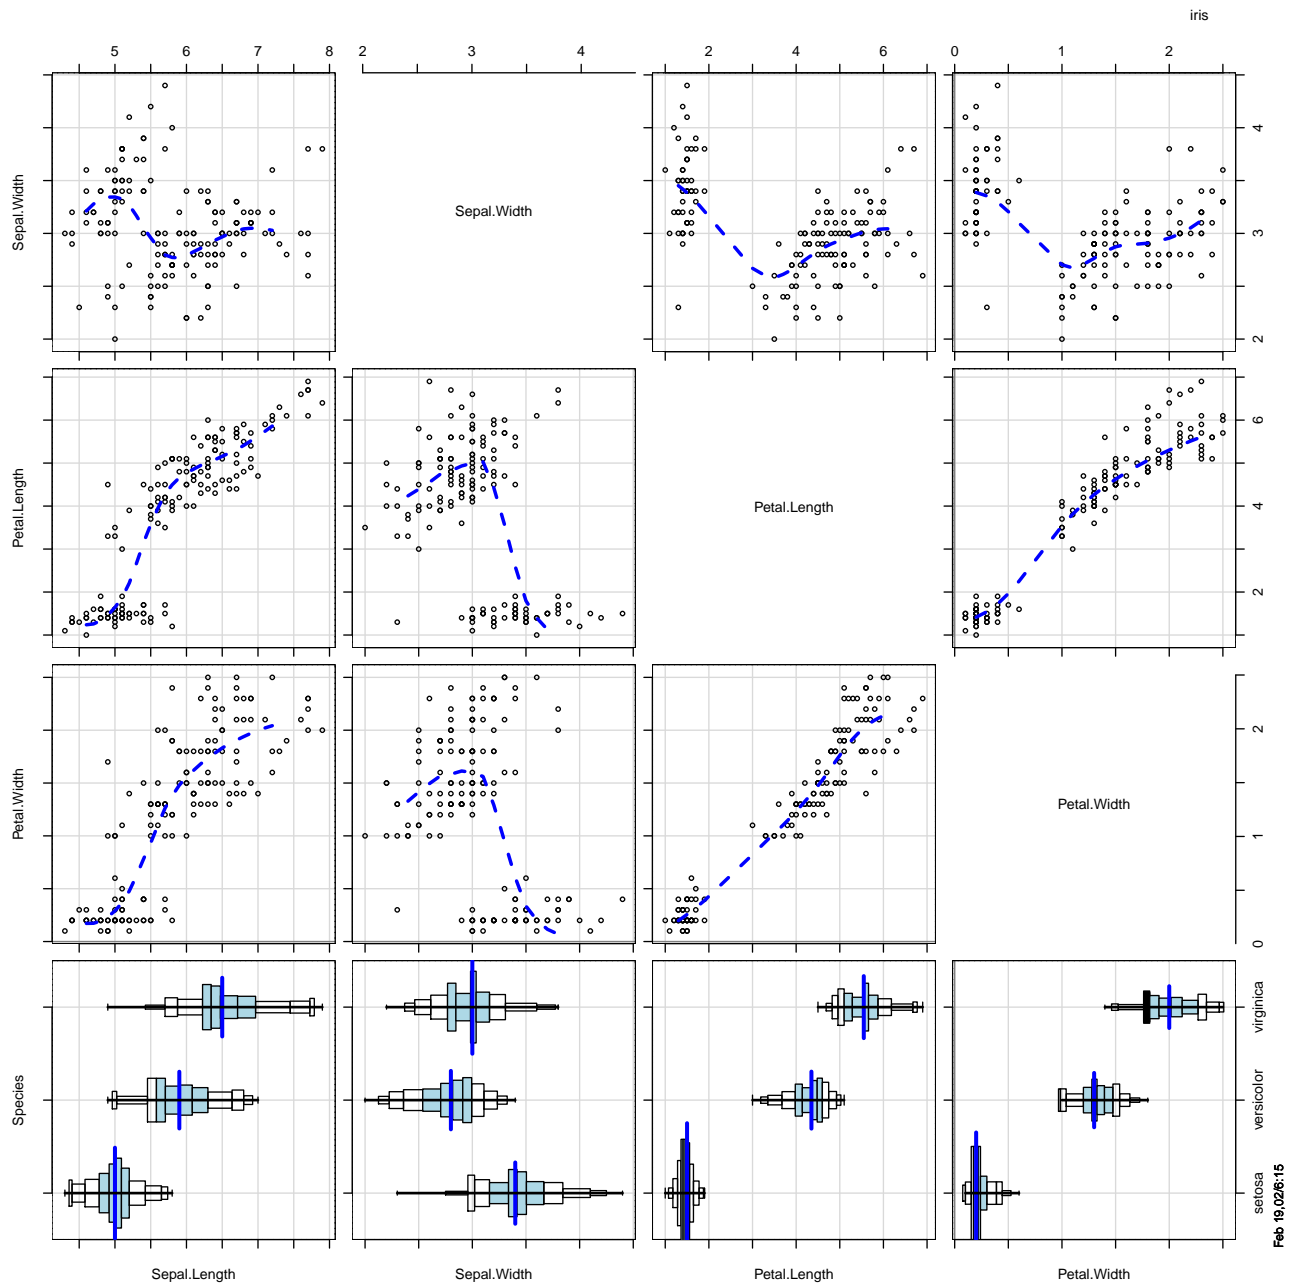 iris
5 6 7 8 2 3 4 2 4 6 0 1 2
Sepal.Width
Sepal.Width
4
3
2
Petal.Length
Petal.Length
6
4
2
Petal.Width
Petal.Width
2
1
0
Species
virginica
versicolor
setosa
Sepal.Length Sepal.Width Petal.Length Petal.Width
Feb 19,02/6:15